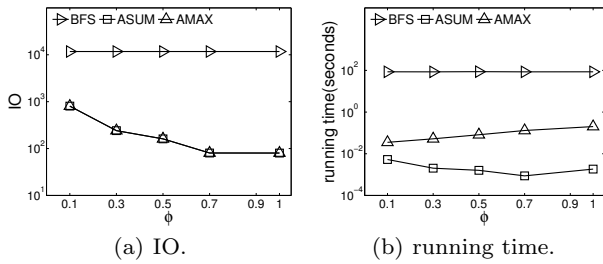 BFS ASUM AMAX
10^4
10^3
10^2
10^1
IO
0.1 0.3 0.5 0.7 0.9 1
ϕ
(a) IO.
BFS ASUM AMAX
10^2
10^0
10^-2
10^-4
running time(seconds)
0.1 0.3 0.5 0.7 0.9 1
ϕ
(b) running time.